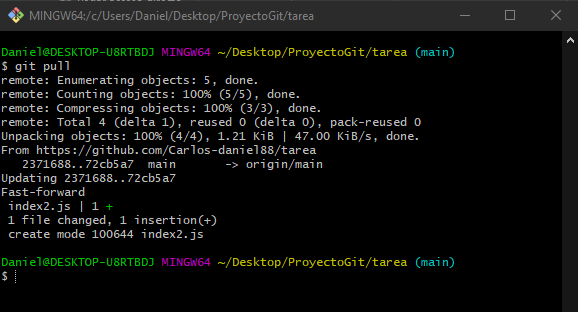 MINGW64:/c/Users/Daniel/Desktop/ProyectoGit/tarea
Daniel@DESKTOP-U8RTBDJ MINGW64 ~/Desktop/ProyectoGit/tarea (main)
$ git pull
remote: Enumerating objects: 5, done.
remote: Counting objects: 100% (5/5), done.
remote: Compressing objects: 100% (3/3), done.
remote: Total 4 (delta 1), reused 0 (delta 0), pack-reused 0
Unpacking objects: 100% (4/4), 1.21 KiB | 47.00 KiB/s, done.
From https://github.com/Carlos-daniel88/tarea
   2371688..72cb5a7  main       -> origin/main
Updating 2371688..72cb5a7
Fast-forward
 index2.js | 1 +
 1 file changed, 1 insertion(+)
 create mode 100644 index2.js
Daniel@DESKTOP-U8RTBDJ MINGW64 ~/Desktop/ProyectoGit/tarea (main)
$